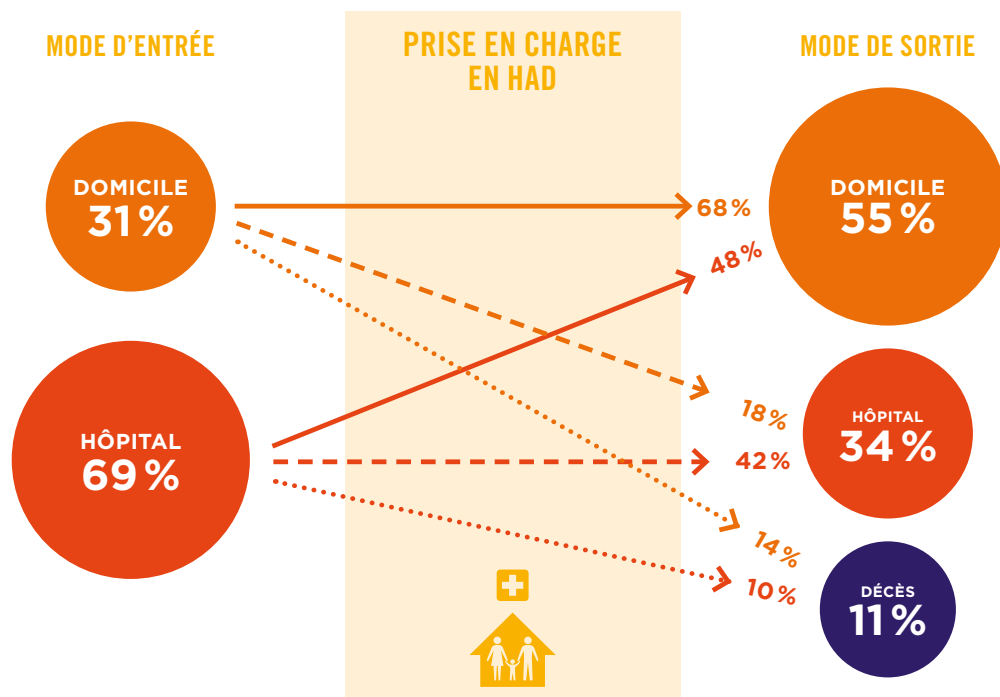 MODE D'ENTRÉE
PRISE EN CHARGE
EN HAD
MODE DE SORTIE
DOMICILE
31 %
68 %
DOMICILE
55 %
48 %
HÔPITAL
69 %
18 %
42 %
HÔPITAL
34 %
14 %
10 %
DÉCÈS
11 %